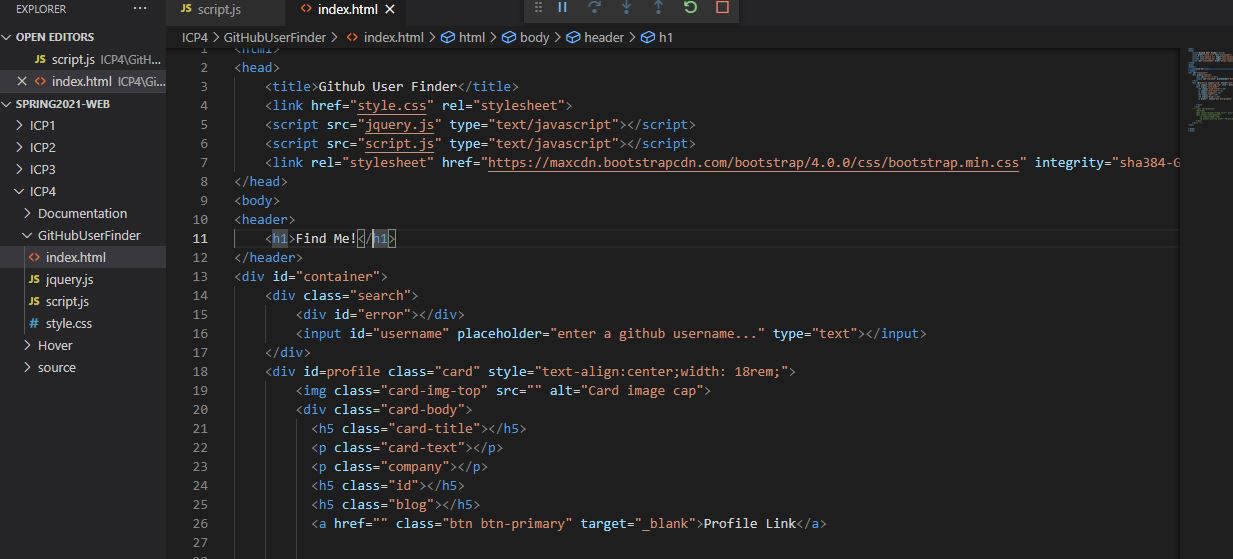 EXPLORER
···
OPEN EDITORS
JS script.js ICP4\GitH...
<> index.html ICP4\Gi...
SPRING2021-WEB
ICP1
ICP2
ICP3
ICP4
Documentation
GitHubUserFinder
<> index.html
JS jquery.js
JS script.js
# style.css
Hover
source
JS script.js
<> index.html
ICP4 > GitHubUserFinder > <> index.html > html > body > header > h1
1 <html>
2 <head>
3 <title>Github User Finder</title>
4 <link href="style.css" rel="stylesheet">
5 <script src="jquery.js" type="text/javascript"></script>
6 <script src="script.js" type="text/javascript"></script>
7 <link rel="stylesheet" href="https://maxcdn.bootstrapcdn.com/bootstrap/4.0.0/css/bootstrap.min.css" integrity="sha384-G
8 </head>
9 <body>
10 <header>
11 <h1>Find Me!</h1>
12 </header>
13 <div id="container">
14 <div class="search">
15 <div id="error"></div>
16 <input id="username" placeholder="enter a github username..." type="text"></input>
17 </div>
18 <div id=profile class="card" style="text-align:center;width: 18rem;">
19 <img class="card-img-top" src="" alt="Card image cap">
20 <div class="card-body">
21 <h5 class="card-title"></h5>
22 <p class="card-text"></p>
23 <p class="company"></p>
24 <h5 class="id"></h5>
25 <h5 class="blog"></h5>
26 <a href="" class="btn btn-primary" target="_blank">Profile Link</a>
27